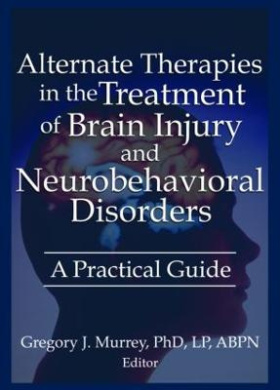 Alternate Therapies
in the Treatment
of Brain Injury
and
Neurobehavioral
Disorders
A Practical Guide
Gregory J. Murrey, PhD, LP, ABPN
Editor